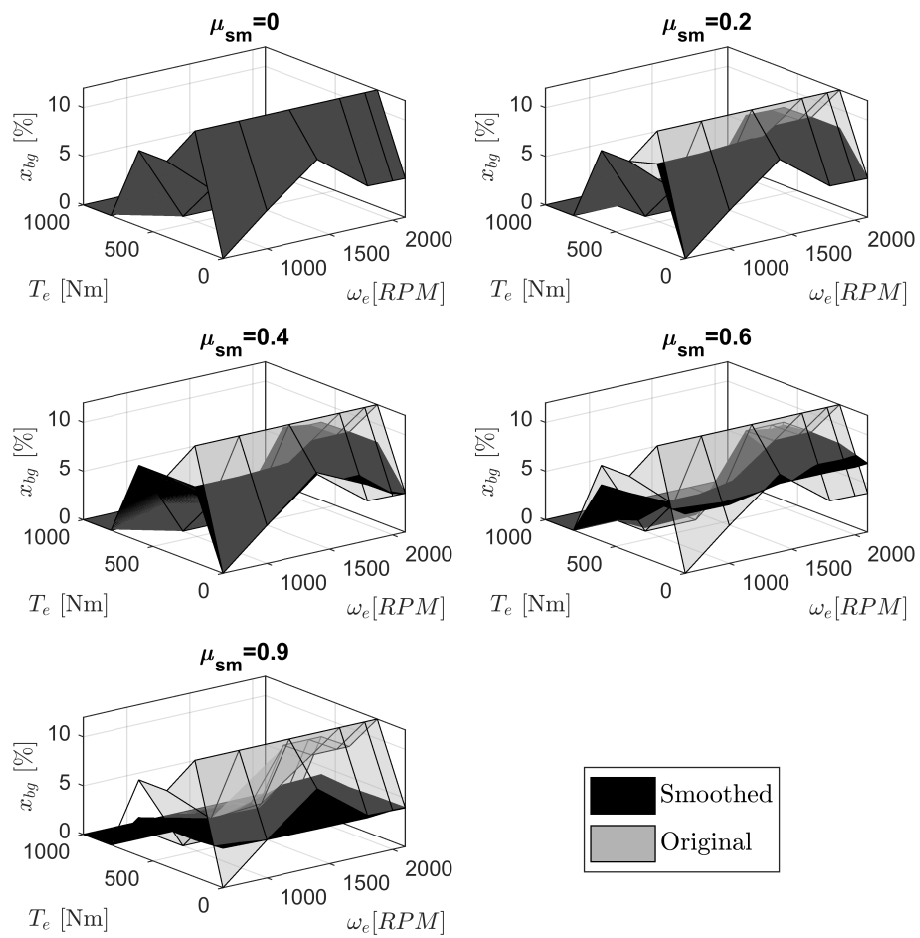 μsm=0
10
5
0
xbg [%]
1000
500
0
Te [Nm]
1000
1500
2000
ωe[RPM]
μsm=0.2
10
5
0
xbg [%]
1000
500
0
Te [Nm]
1000
1500
2000
ωe[RPM]
μsm=0.4
10
5
0
xbg [%]
1000
500
0
Te [Nm]
1000
1500
2000
ωe[RPM]
μsm=0.6
10
5
0
xbg [%]
1000
500
0
Te [Nm]
1000
1500
2000
ωe[RPM]
μsm=0.9
10
5
0
xbg [%]
1000
500
0
Te [Nm]
1000
1500
2000
ωe[RPM]
Smoothed
Original